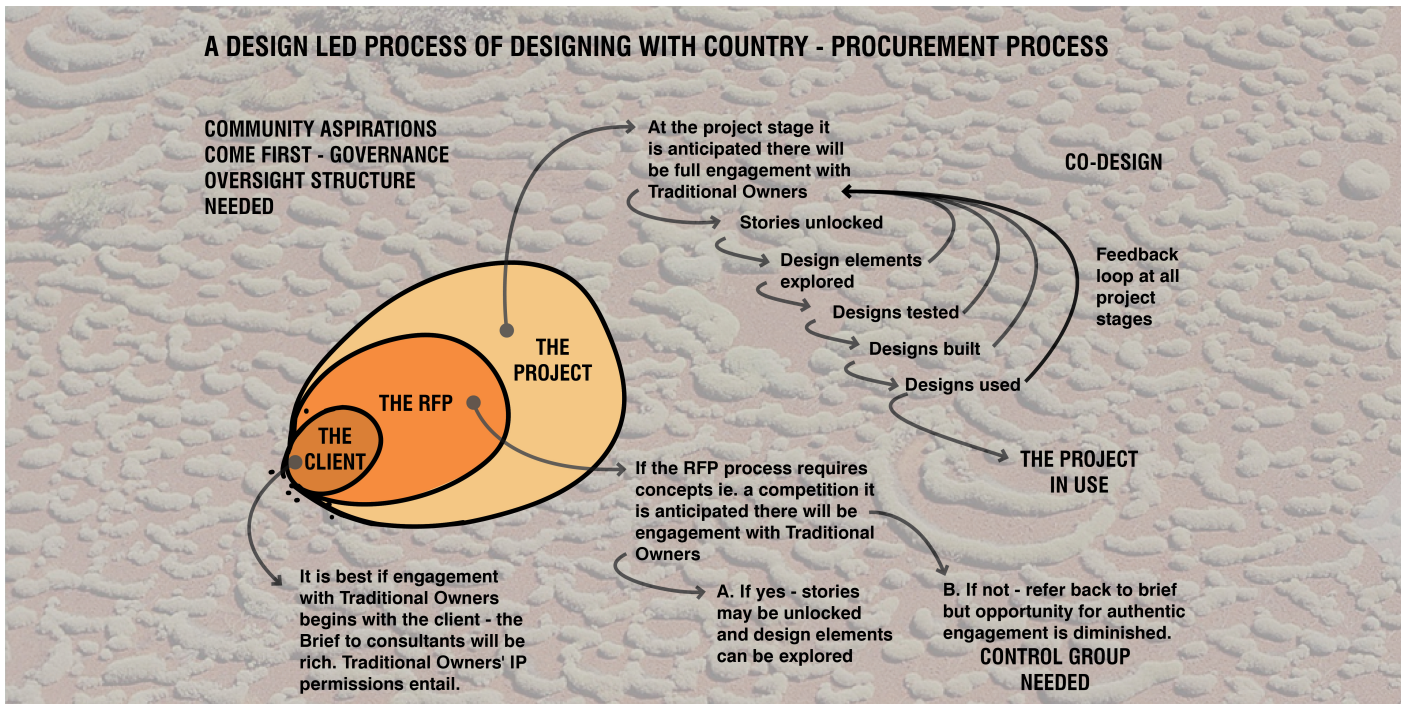 A DESIGN LED PROCESS OF DESIGNING WITH COUNTRY - PROCUREMENT PROCESS
COMMUNITY ASPIRATIONS
COME FIRST - GOVERNANCE
OVERSIGHT STRUCTURE
NEEDED
At the project stage it
is anticipated there will
be full engagement with
Traditional Owners
CO-DESIGN
Stories unlocked
Design elements
explored
Designs tested
Designs built
Designs used
Feedback
loop at all
project
stages
THE PROJECT
IN USE
THE
PROJECT
THE RFP
THE
CLIENT
If the RFP process requires
concepts ie. a competition it
is anticipated there will be
engagement with Traditional
Owners
It is best if engagement
with Traditional Owners
begins with the client - the
Brief to consultants will be
rich. Traditional Owners' IP
permissions entail.
A. If yes - stories
may be unlocked
and design elements
can be explored
B. If not - refer back to brief
but opportunity for authentic
engagement is diminished.
CONTROL GROUP
NEEDED